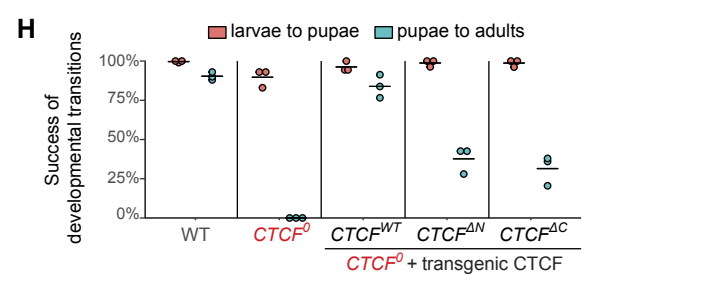 H
larvae to pupae pupae to adults
Success of
developmental transitions
100%
75%
50%
25%
0%
WT CTCF⁰ CTCFᵂᵀ CTCFΔN CTCFΔC
CTCF⁰ + transgenic CTCF